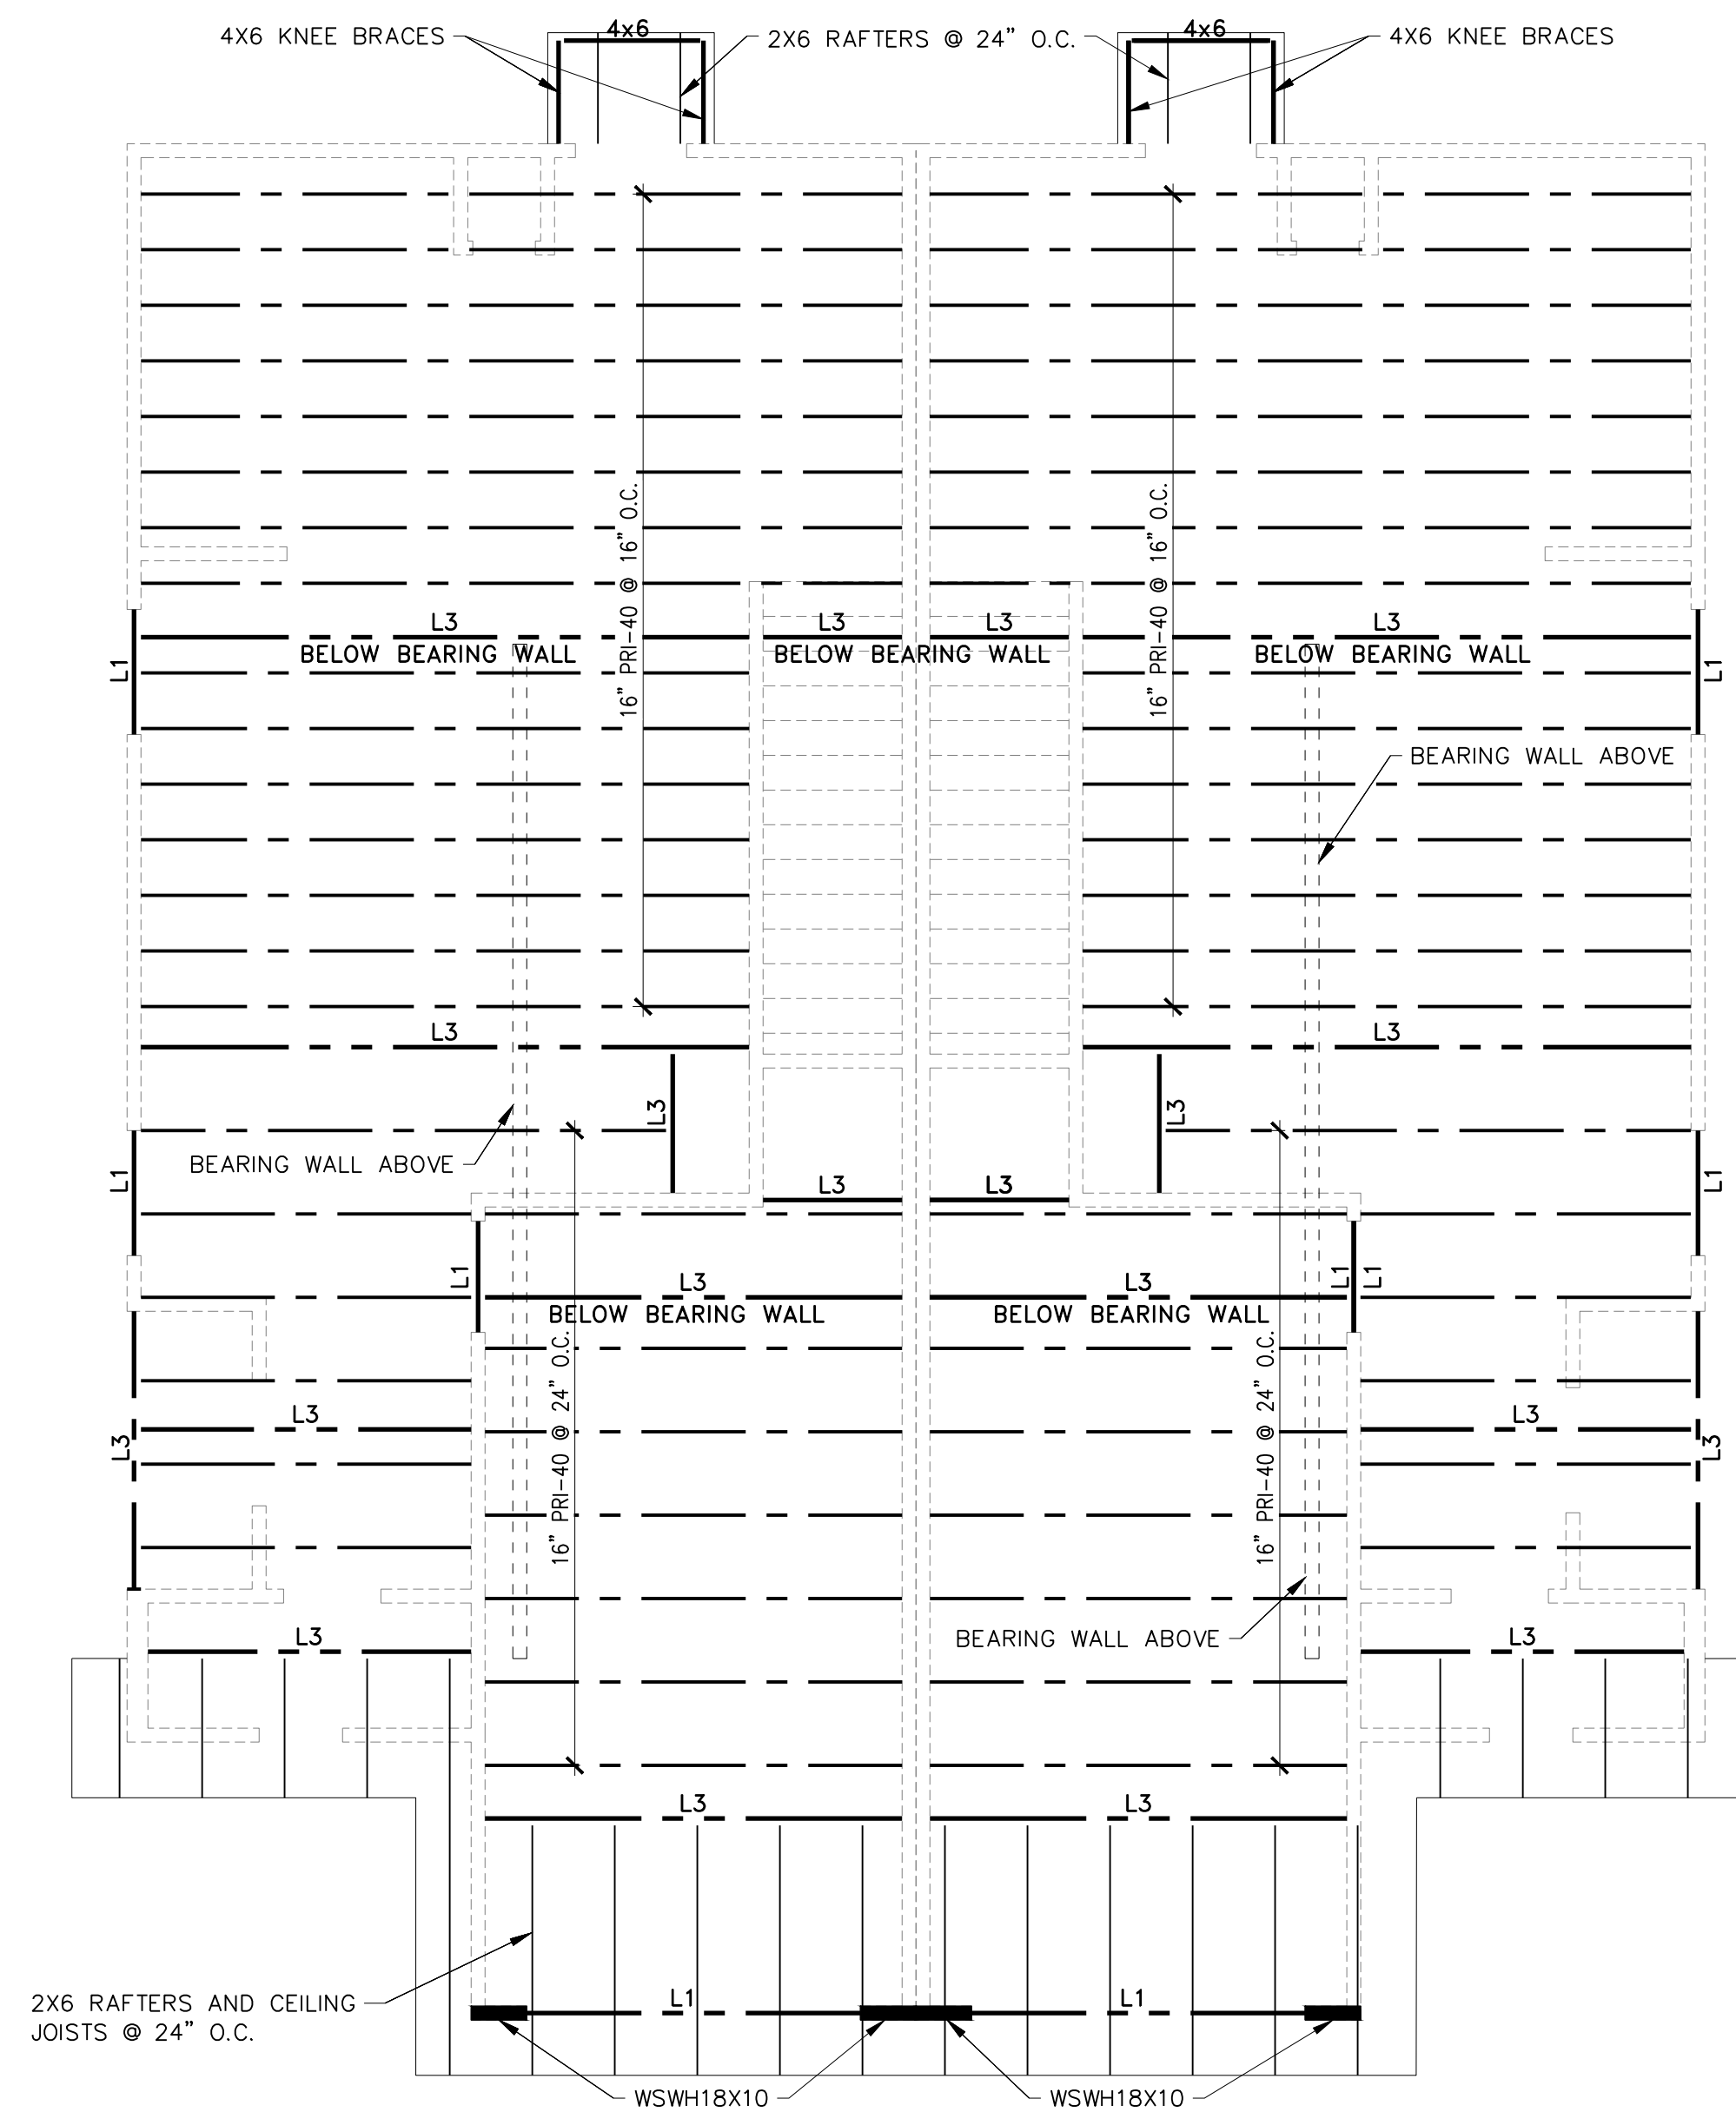 4X6 KNEE BRACES
4x6
2X6 RAFTERS @ 24" O.C.
4x6
4X6 KNEE BRACES
16" PRI-40 @ 16" O.C.
16" PRI-40 @ 16" O.C.
L3
L3
L3
L3
BELOW BEARING WALL
BELOW BEARING WALL
BELOW BEARING WALL
L1
L1
BEARING WALL ABOVE
L3
L3
L3
L3
BEARING WALL ABOVE
L1
L1
L3
L3
L1
L3
L3
L1
L1
BELOW BEARING WALL
BELOW BEARING WALL
16" PRI-40 @ 24" O.C.
16" PRI-40 @ 24" O.C.
L3
L3
L3
L3
L3
BEARING WALL ABOVE
L3
L3
L3
2X6 RAFTERS AND CEILING
JOISTS @ 24" O.C.
L1
L1
WSWH18X10
WSWH18X10